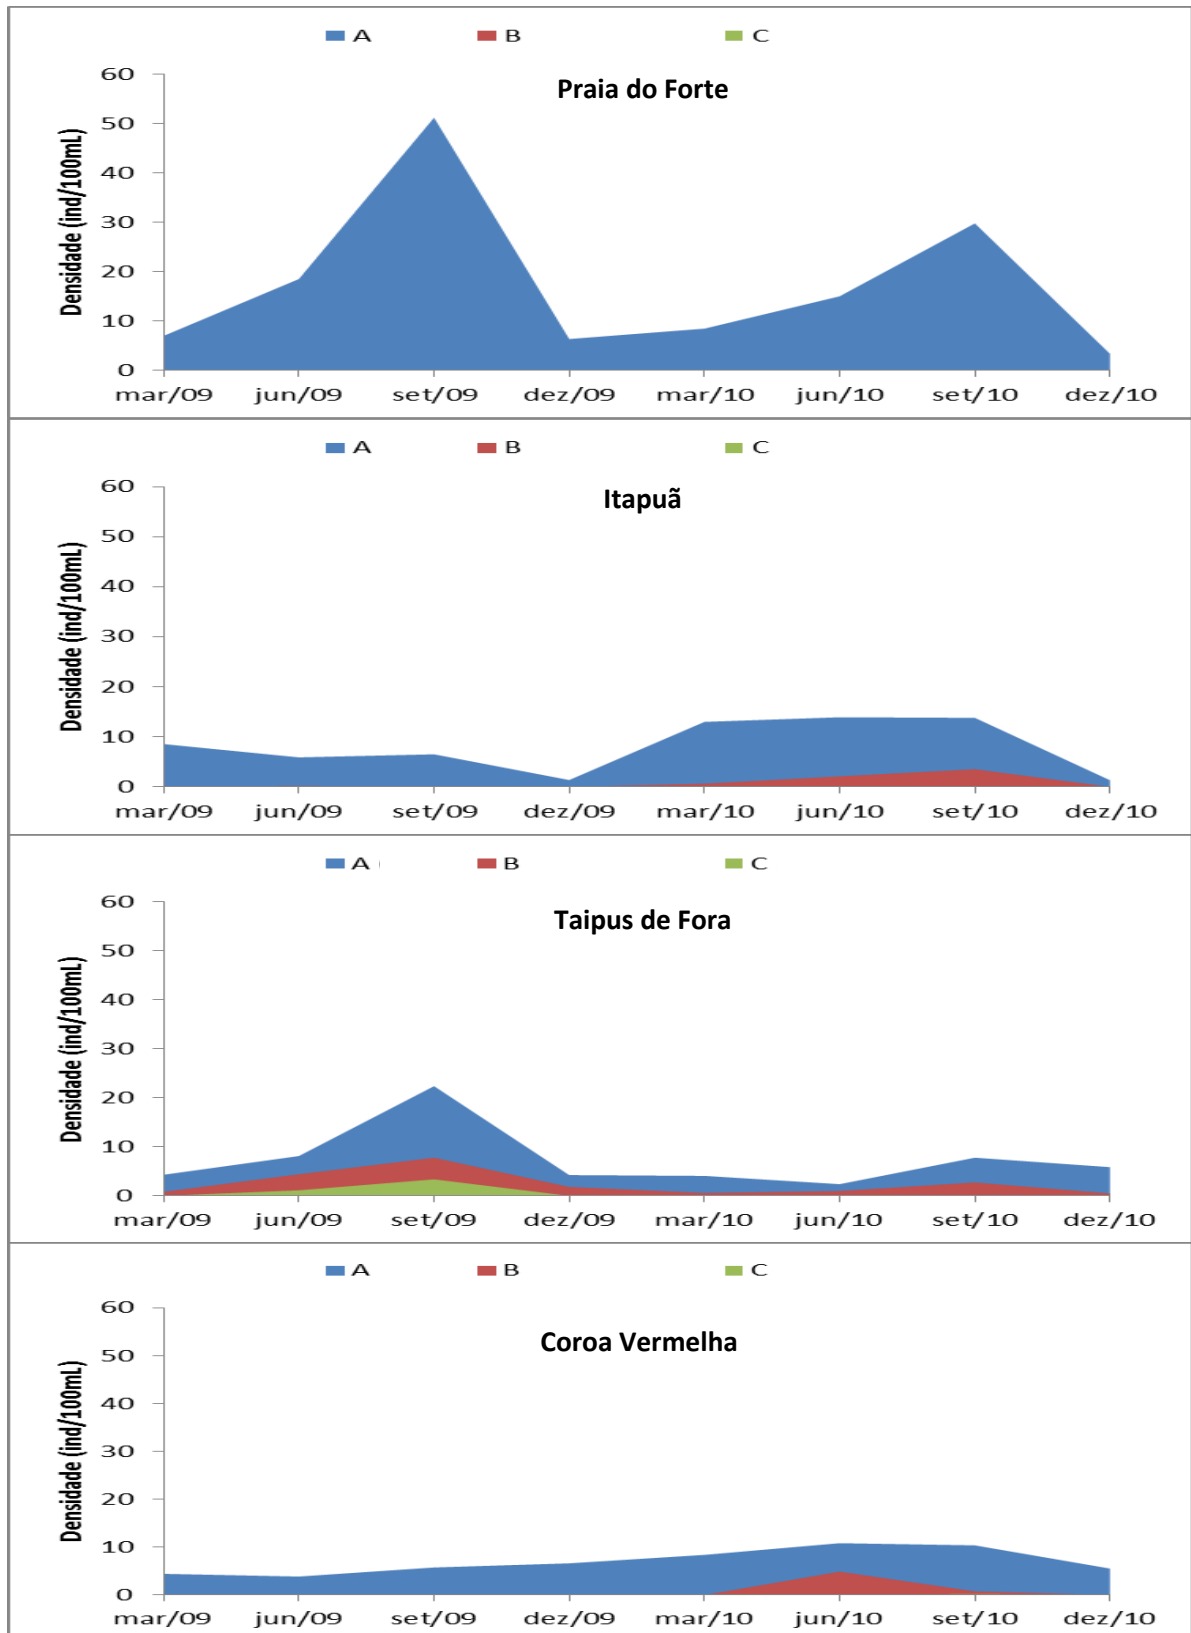 A B C
Praia do Forte
Densidade (ind/100mL)
60
50
40
30
20
10
0
mar/09 jun/09 set/09 dez/09 mar/10 jun/10 set/10 dez/10
A B C
Itapuã
Densidade (ind/100mL)
60
50
40
30
20
10
0
mar/09 jun/09 set/09 dez/09 mar/10 jun/10 set/10 dez/10
A B C
Taipus de Fora
Densidade (ind/100mL)
60
50
40
30
20
10
0
mar/09 jun/09 set/09 dez/09 mar/10 jun/10 set/10 dez/10
A B C
Coroa Vermelha
Densidade (ind/100mL)
60
50
40
30
20
10
0
mar/09 jun/09 set/09 dez/09 mar/10 jun/10 set/10 dez/10